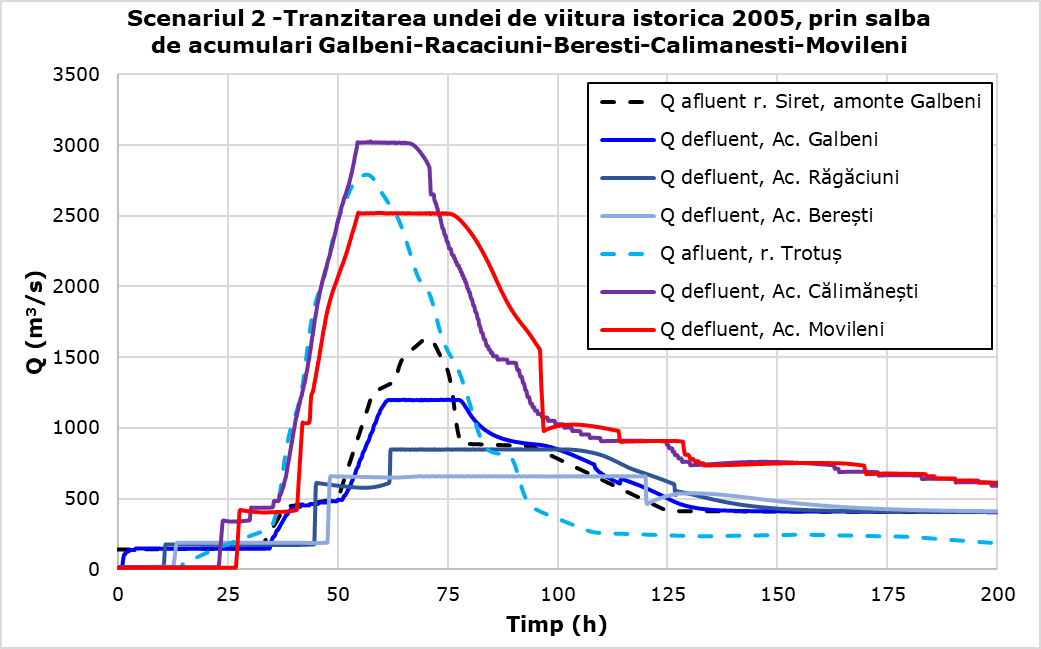 Scenariul 2 -Tranzitarea undei de viitura istorica 2005, prin salba
de acumulari Galbeni-Racaciuni-Beresti-Calimanesti-Movileni
3500
3000
2500
2000
1500
1000
500
0
Q (m³/s)
Q afluent r. Siret, amonte Galbeni
Q defluent, Ac. Galbeni
Q defluent, Ac. Răgăciuni
Q defluent, Ac. Berești
Q afluent, r. Trotuș
Q defluent, Ac. Călimănești
Q defluent, Ac. Movileni
0 25 50 75 100 125 150 175 200
Timp (h)